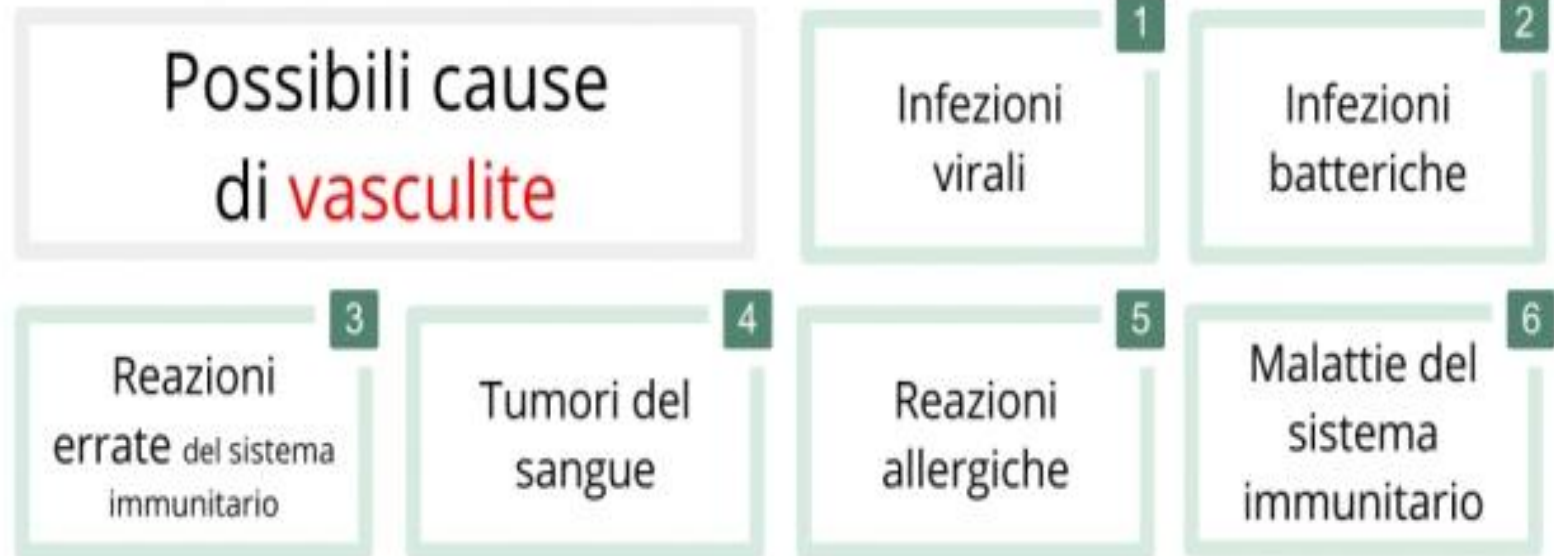 Possibili cause
di vasculite
1
Infezioni
virali
2
Infezioni
batteriche
3
Reazioni
errate del sistema
immunitario
4
Tumori del
sangue
5
Reazioni
allergiche
6
Malattie del
sistema
immunitario